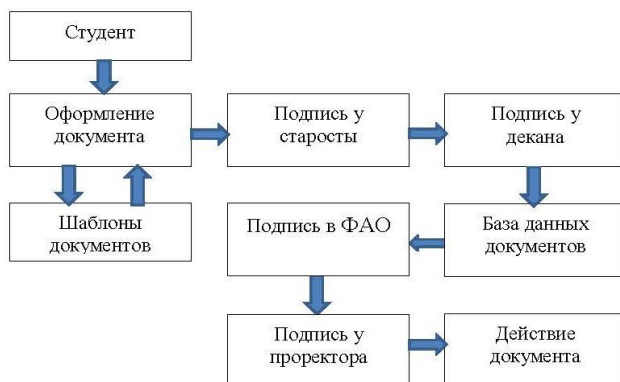 Студент
Оформление
документа
Подпись у
старосты
Подпись у
декана
Шаблоны
документов
Подпись в ФАО
База данных
документов
Подпись у
проректора
Действие
документа